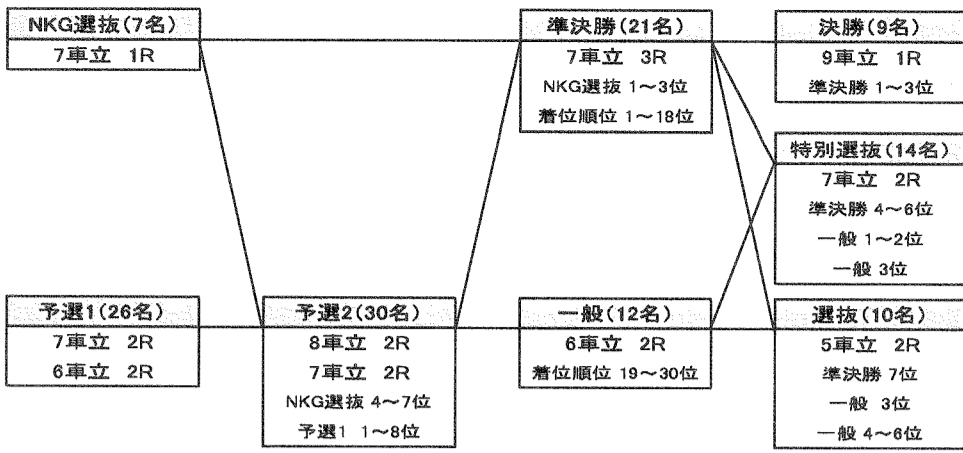 NKG選抜(7名)
7車立 1R
準決勝(21名)
7車立 3R
NKG選抜 1～3位
着位順位 1～18位
決勝(9名)
9車立 1R
準決勝 1～3位
特別選抜(14名)
7車立 2R
準決勝 4～6位
一般 1～2位
一般 3位
予選1(26名)
7車立 2R
6車立 2R
予選2(30名)
8車立 2R
7車立 2R
NKG選抜 4～7位
予選1 1～8位
一般(12名)
6車立 2R
着位順位 19～30位
選抜(10名)
5車立 2R
準決勝 7位
一般 3位
一般 4～6位